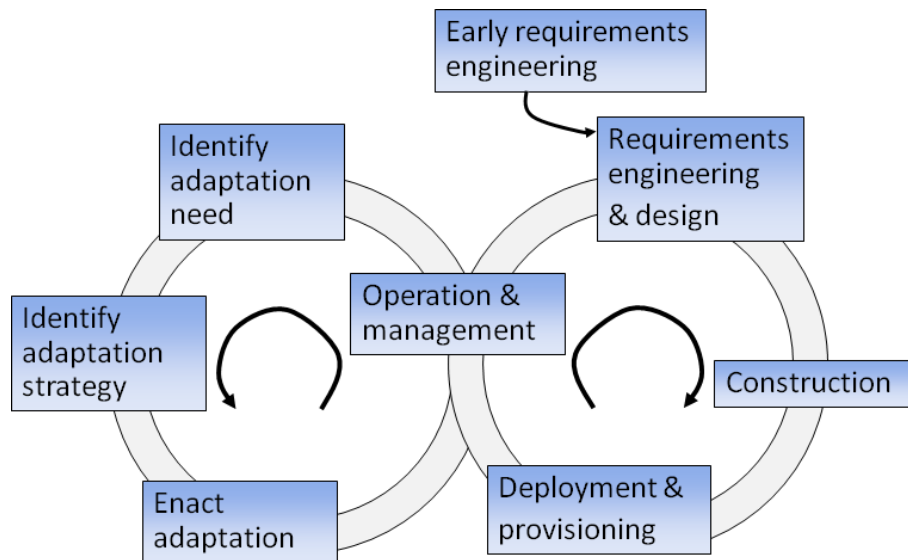 Early requirements
engineering
Requirements
engineering
& design
Identify
adaptation
need
Operation &
management
Identify
adaptation
strategy
Construction
Deployment &
provisioning
Enact
adaptation